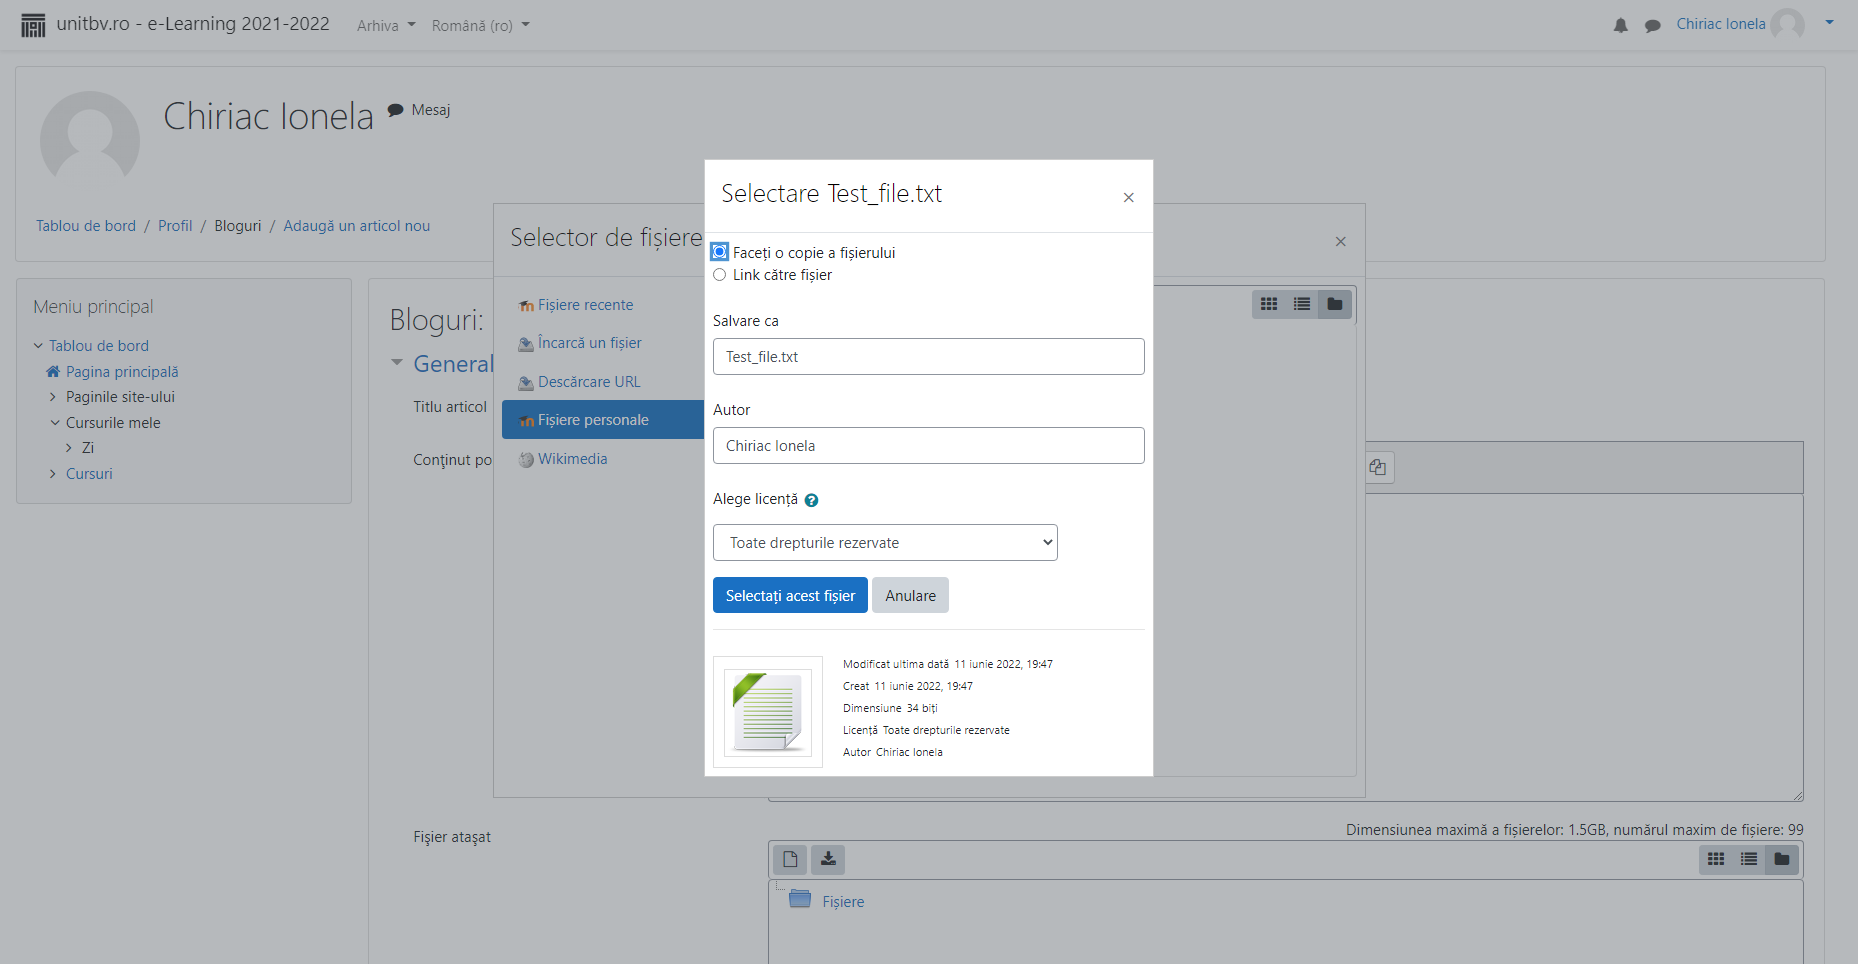 unitbv.ro - e-Learning 2021-2022 Arhiva Română (ro) Chiriac Ionela
Chiriac Ionela Mesaj
Tablou de bord / Profil / Bloguri / Adaugă un articol nou
Meniu principal
Tablou de bord
Pagina principală
Paginile site-ului
Cursurile mele
Zi
Cursuri
Bloguri:
General
Titlu articol
Conţinut po
Selector de fișiere
Fișiere recente
Încarcă un fișier
Descărcare URL
Fișiere personale
Wikimedia
Selectare Test_file.txt
Faceți o copie a fișierului
Link către fișier
Salvare ca
Test_file.txt
Autor
Chiriac Ionela
Alege licență
Toate drepturile rezervate
Selectați acest fișier Anulare
Modificat ultima dată 11 iunie 2022, 19:47
Creat 11 iunie 2022, 19:47
Dimensiune 34 biți
Licență Toate drepturile rezervate
Autor Chiriac Ionela
Fişier ataşat
Dimensiunea maximă a fișierelor: 1.5GB, numărul maxim de fișiere: 99
Fișiere